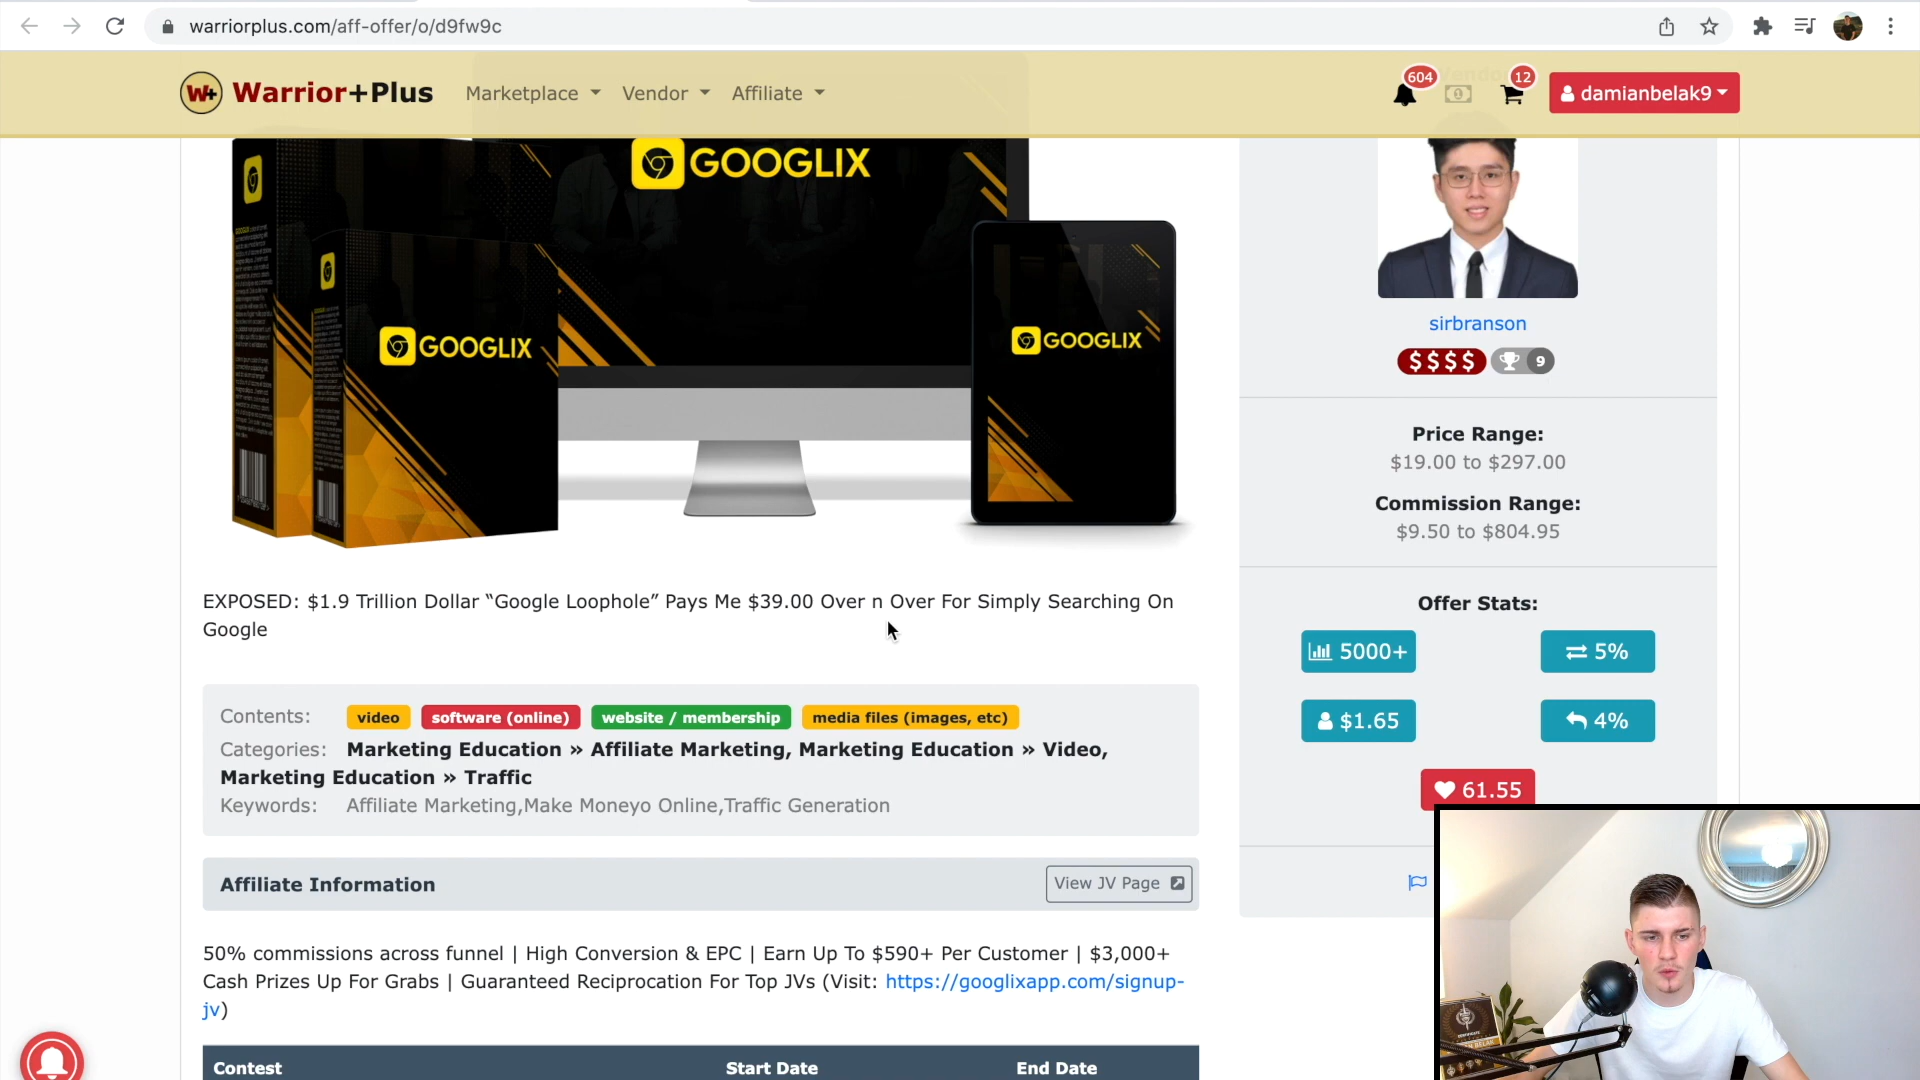 warriorplus.com/aff-offer/o/d9fw9c
W+ Warrior+Plus Marketplace Vendor Affiliate 604 12 damianbelak9
GOOGLIX
GOOGLIX
GOOGLIX
sirbranson
$$$$ 9
Price Range:
$19.00 to $297.00
Commission Range:
$9.50 to $804.95
EXPOSED: $1.9 Trillion Dollar “Google Loophole” Pays Me $39.00 Over n Over For Simply Searching On
Google
Offer Stats:
5000+ 5%
$1.65 4%
61.55
Contents: video software (online) website / membership media files (images, etc)
Categories: Marketing Education » Affiliate Marketing, Marketing Education » Video,
Marketing Education » Traffic
Keywords: Affiliate Marketing,Make Moneyo Online,Traffic Generation
Affiliate Information View JV Page
50% commissions across funnel | High Conversion & EPC | Earn Up To $590+ Per Customer | $3,000+
Cash Prizes Up For Grabs | Guaranteed Reciprocation For Top JVs (Visit: https://googlixapp.com/signup-
jv)
Contest Start Date End Date